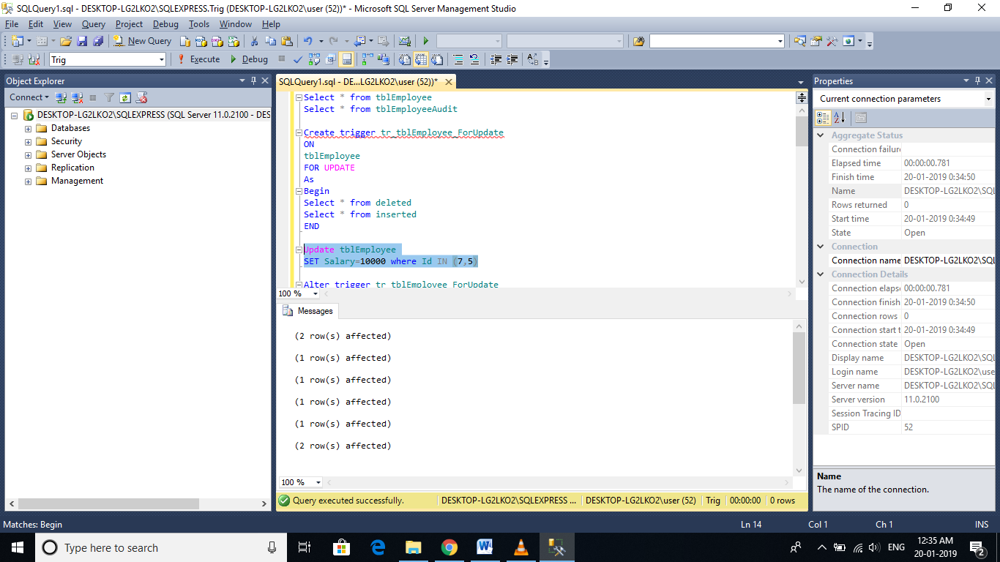 SQLQuery1.sql - DESKTOP-LG2LKO2\SQLEXPRESS.Trig (DESKTOP-LG2LKO2\user (52))* - Microsoft SQL Server Management Studio
File Edit View Query Project Debug Tools Window Help
New Query
Trig Execute Debug
Object Explorer
Connect
DESKTOP-LG2LKO2\SQLEXPRESS (SQL Server 11.0.2100 - DES
Databases
Security
Server Objects
Replication
Management
SQLQuery1.sql - DE...LG2LKO2\user (52))*
Select * from tblEmployee
Select * from tblEmployeeAudit
Create trigger tr_tblEmployee_ForUpdate
ON
tblEmployee
FOR UPDATE
As
Begin
Select * from deleted
Select * from inserted
END
Update tblEmployee
SET Salary=10000 where Id IN (7,5)
Alter trigger tr_tblEmployee_ForUpdate
100 %
Messages
(2 row(s) affected)
(1 row(s) affected)
(1 row(s) affected)
(1 row(s) affected)
(1 row(s) affected)
(2 row(s) affected)
100 %
Query executed successfully. DESKTOP-LG2LKO2\SQLEXPRESS ... DESKTOP-LG2LKO2\user (52) Trig 00:00:00 0 rows
Properties
Current connection parameters
Aggregate Status
Connection failure
Elapsed time 00:00:00.781
Finish time 20-01-2019 0:34:50
Name DESKTOP-LG2LKO2\SQL
Rows returned 0
Start time 20-01-2019 0:34:49
State Open
Connection
Connection name DESKTOP-LG2LKO2\SQL
Connection Details
Connection elapse 00:00:00.781
Connection finish 20-01-2019 0:34:50
Connection rows 0
Connection start t 20-01-2019 0:34:49
Connection state Open
Display name DESKTOP-LG2LKO2\SQL
Login name DESKTOP-LG2LKO2\use
Server name DESKTOP-LG2LKO2\SQL
Server version 11.0.2100
Session Tracing ID
SPID 52
Name
The name of the connection.
Matches: Begin Ln 14 Col 1 Ch 1 INS
Type here to search
ENG
12:35 AM
20-01-2019
2